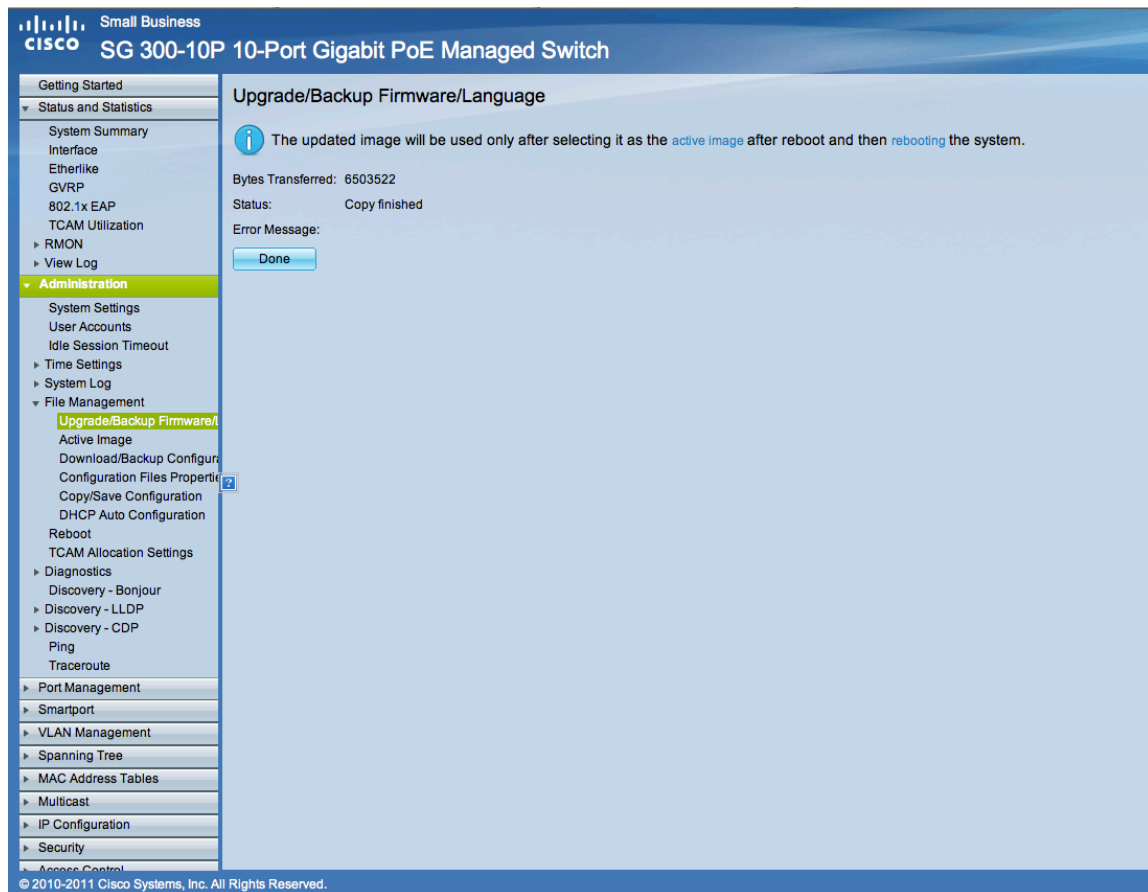 Small Business
CISCO
SG 300-10P 10-Port Gigabit PoE Managed Switch
Getting Started
Status and Statistics
System Summary
Interface
Etherlike
GVRP
802.1x EAP
TCAM Utilization
RMON
View Log
Administration
System Settings
User Accounts
Idle Session Timeout
Time Settings
System Log
File Management
Upgrade/Backup Firmware/L
Active Image
Download/Backup Configura
Configuration Files Propertie
Copy/Save Configuration
DHCP Auto Configuration
Reboot
TCAM Allocation Settings
Diagnostics
Discovery - Bonjour
Discovery - LLDP
Discovery - CDP
Ping
Traceroute
Port Management
Smartport
VLAN Management
Spanning Tree
MAC Address Tables
Multicast
IP Configuration
Security
Access Control
?
Upgrade/Backup Firmware/Language
The updated image will be used only after selecting it as the active image after reboot and then rebooting the system.
Bytes Transferred: 6503522
Status: Copy finished
Error Message:
Done
© 2010-2011 Cisco Systems, Inc. All Rights Reserved.